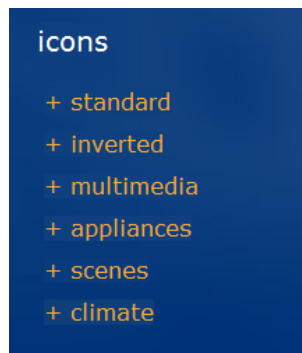 icons
+ standard
+ inverted
+ multimedia
+ appliances
+ scenes
+ climate